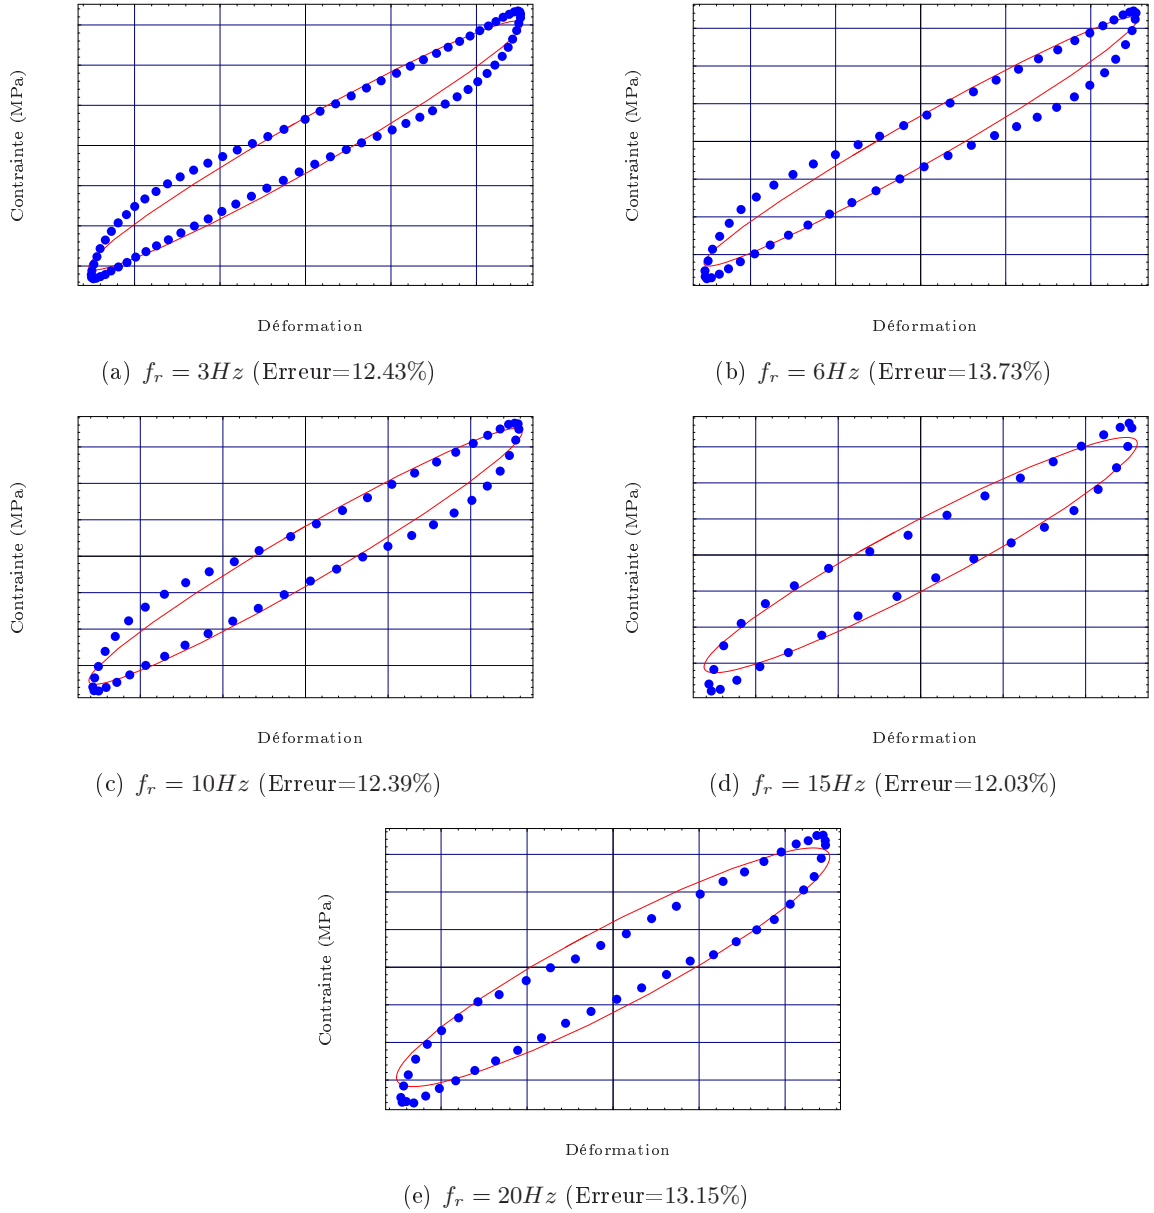 Contrainte (MPa)
Déformation
(a) f_r = 3Hz (Erreur=12.43%)
Contrainte (MPa)
Déformation
(b) f_r = 6Hz (Erreur=13.73%)
Contrainte (MPa)
Déformation
(c) f_r = 10Hz (Erreur=12.39%)
Contrainte (MPa)
Déformation
(d) f_r = 15Hz (Erreur=12.03%)
Contrainte (MPa)
Déformation
(e) f_r = 20Hz (Erreur=13.15%)